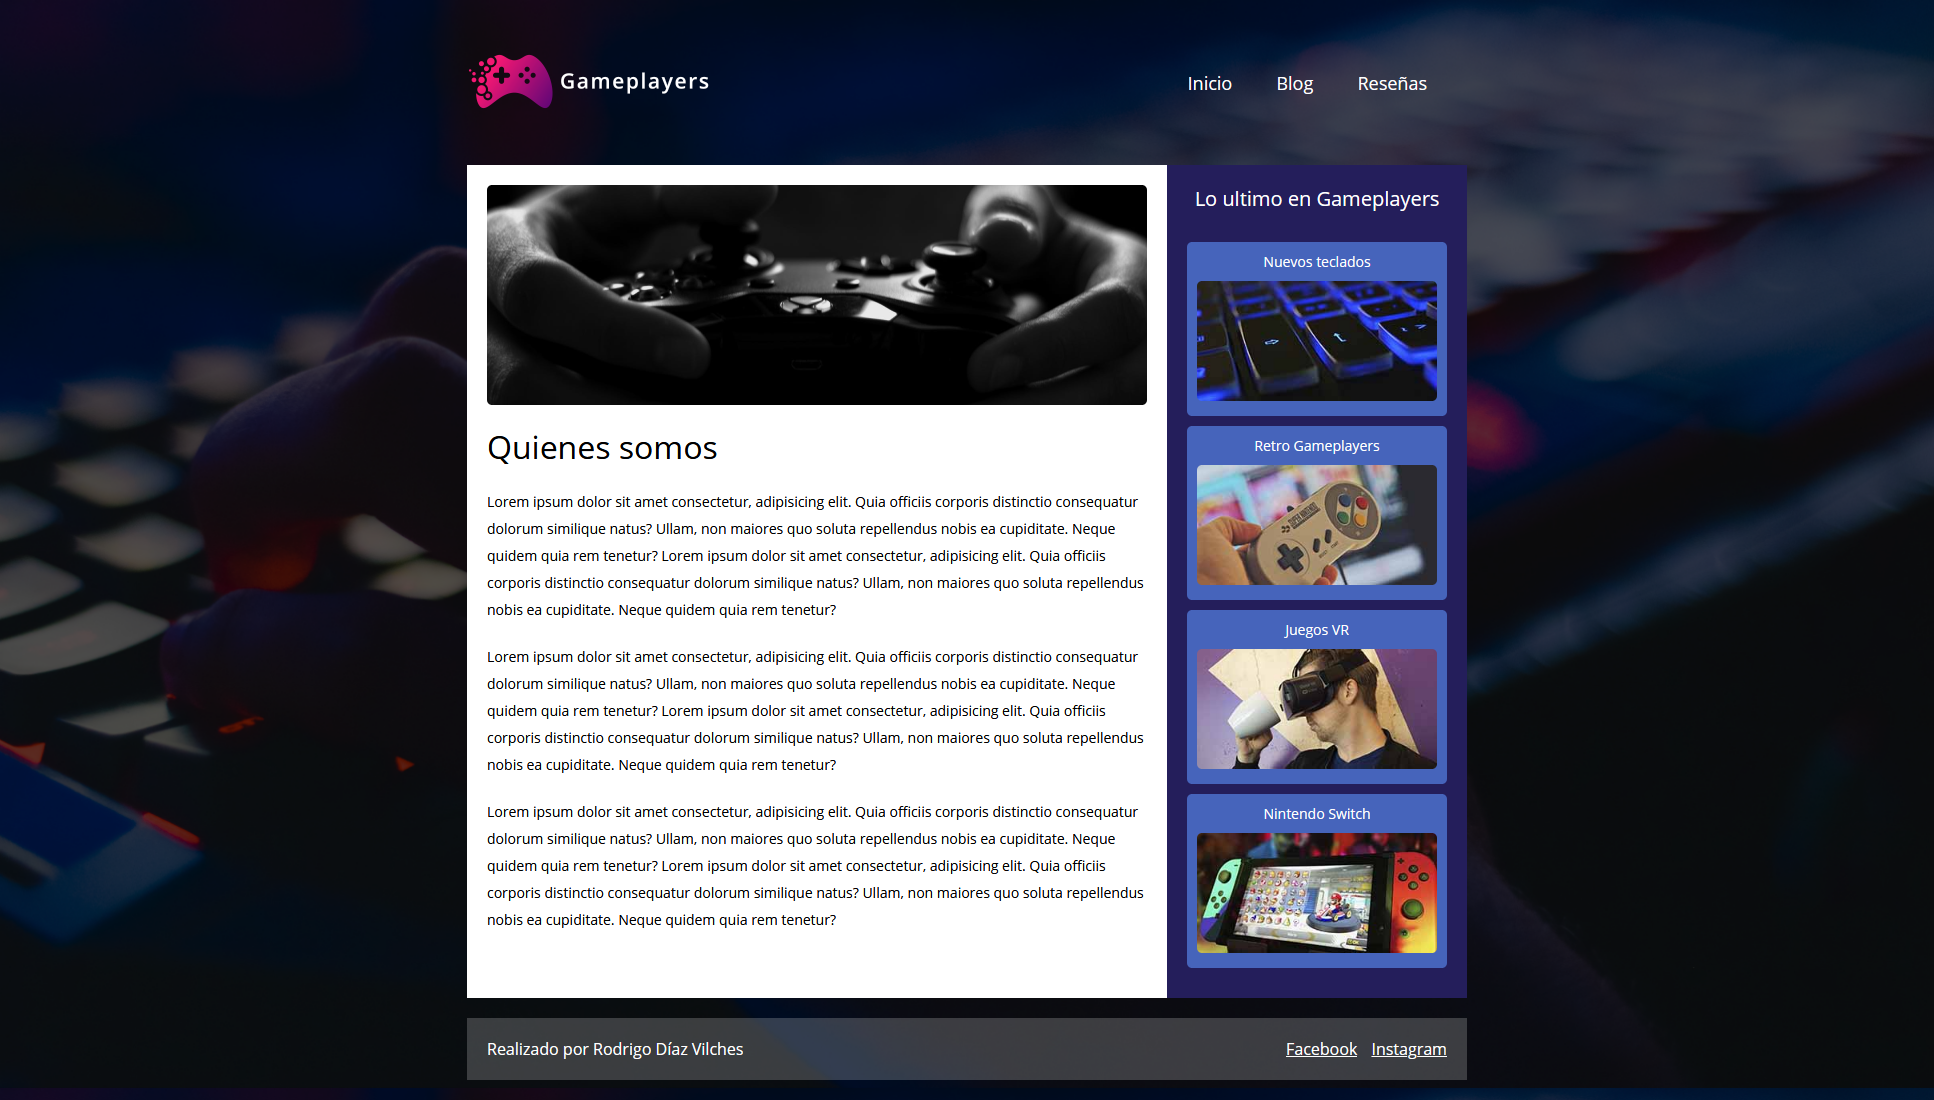 Gameplayers
Inicio Blog Reseñas
Quienes somos
Lorem ipsum dolor sit amet consectetur, adipisicing elit. Quia officiis corporis distinctio consequatur
dolorum similique natus? Ullam, non maiores quo soluta repellendus nobis ea cupiditate. Neque
quidem quia rem tenetur? Lorem ipsum dolor sit amet consectetur, adipisicing elit. Quia officiis
corporis distinctio consequatur dolorum similique natus? Ullam, non maiores quo soluta repellendus
nobis ea cupiditate. Neque quidem quia rem tenetur?
Lorem ipsum dolor sit amet consectetur, adipisicing elit. Quia officiis corporis distinctio consequatur
dolorum similique natus? Ullam, non maiores quo soluta repellendus nobis ea cupiditate. Neque
quidem quia rem tenetur? Lorem ipsum dolor sit amet consectetur, adipisicing elit. Quia officiis
corporis distinctio consequatur dolorum similique natus? Ullam, non maiores quo soluta repellendus
nobis ea cupiditate. Neque quidem quia rem tenetur?
Lorem ipsum dolor sit amet consectetur, adipisicing elit. Quia officiis corporis distinctio consequatur
dolorum similique natus? Ullam, non maiores quo soluta repellendus nobis ea cupiditate. Neque
quidem quia rem tenetur? Lorem ipsum dolor sit amet consectetur, adipisicing elit. Quia officiis
corporis distinctio consequatur dolorum similique natus? Ullam, non maiores quo soluta repellendus
nobis ea cupiditate. Neque quidem quia rem tenetur?
Lo ultimo en Gameplayers
Nuevos teclados
Retro Gameplayers
SUPER NINTENDO
Juegos VR
Nintendo Switch
Realizado por Rodrigo Díaz Vilches
Facebook Instagram